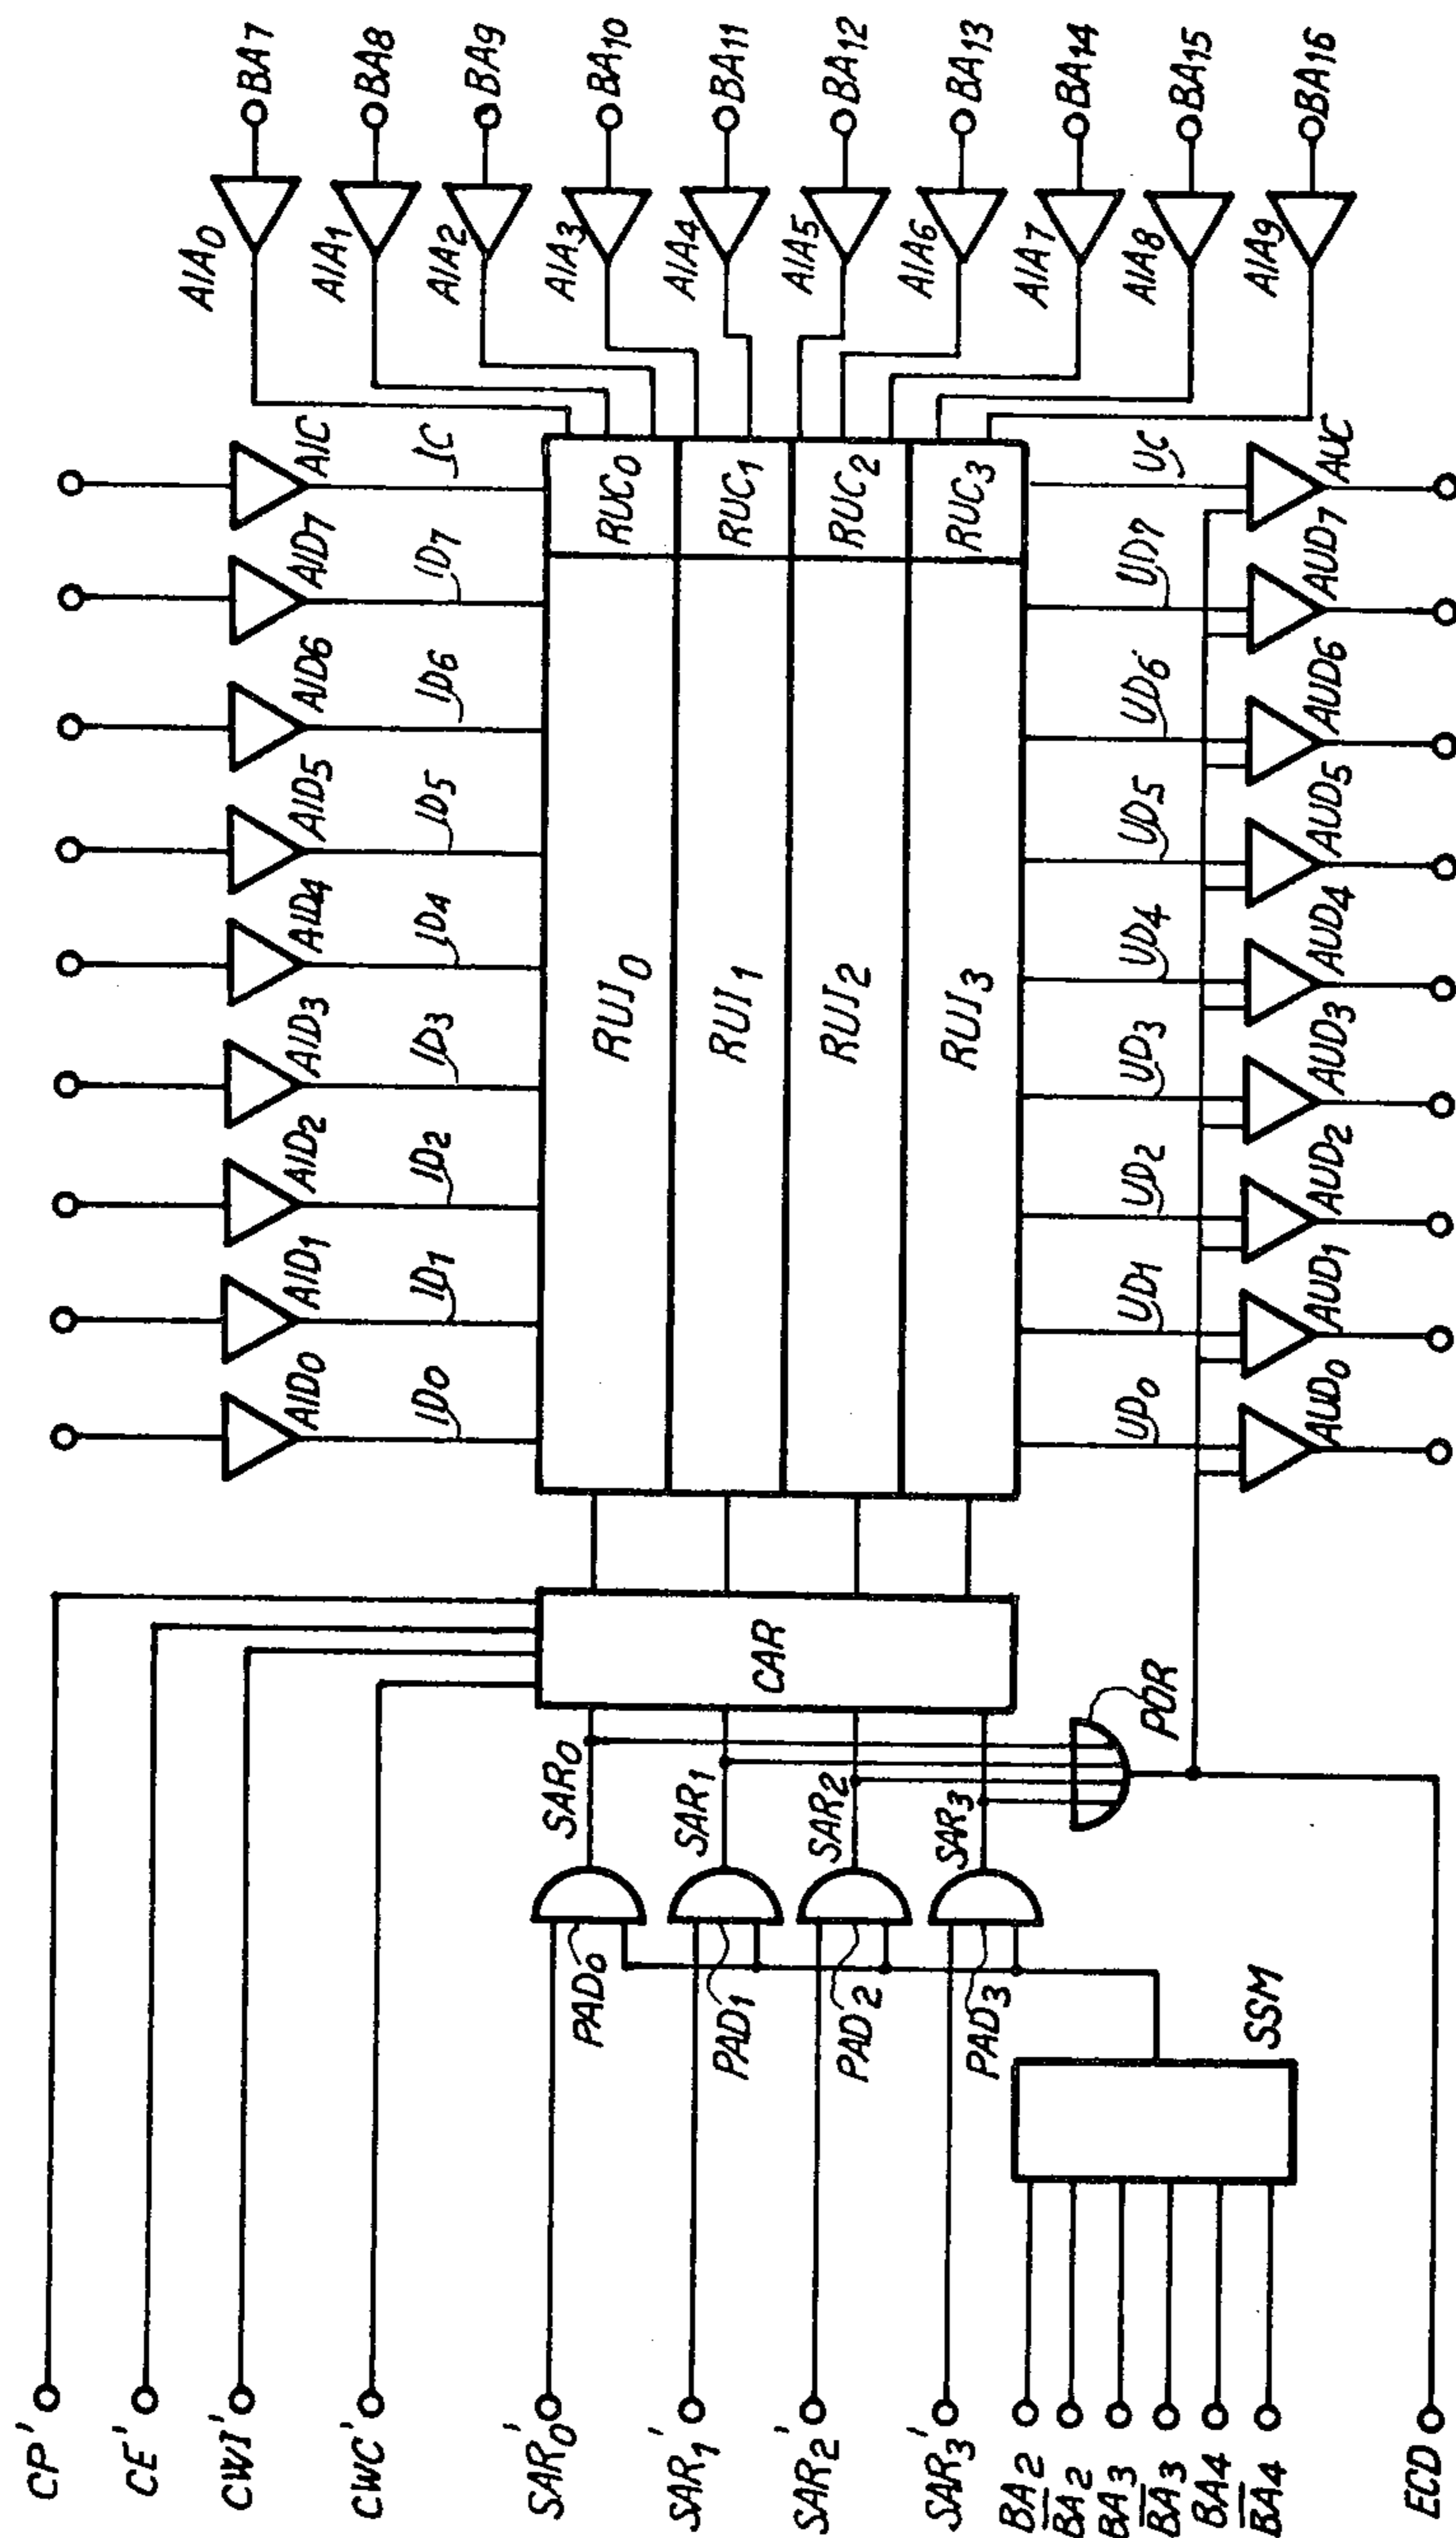 BA7
BA8
BA9
BA10
BA11
BA12
BA13
BA14
BA15
BA16
AIA0
AIA1
AIA2
AIA3
AIA4
AIA5
AIA6
AIA7
AIA8
AIA9
AIC
AID7
AID6
AID5
AID4
AID3
AID2
AID1
AID0
IC
ID7
ID6
ID5
ID4
ID3
ID2
ID1
ID0
RUC0
RUC1
RUC2
RUC3
RUI0
RUI1
RUI2
RUI3
UC
UD7
UD6
UD5
UD4
UD3
UD2
UD1
UD0
AUC
AUD7
AUD6
AUD5
AUD4
AUD3
AUD2
AUD1
AUD0
CAR
POR
SAR0
SAR1
SAR2
SAR3
PAD0
PAD1
PAD2
PAD3
SSM
CP'
CE'
CWI'
CWC'
SAR0'
SAR1'
SAR2'
SAR3'
BA2
B̅A̅2
BA3
B̅A̅3
BA4
B̅A̅4
ECD